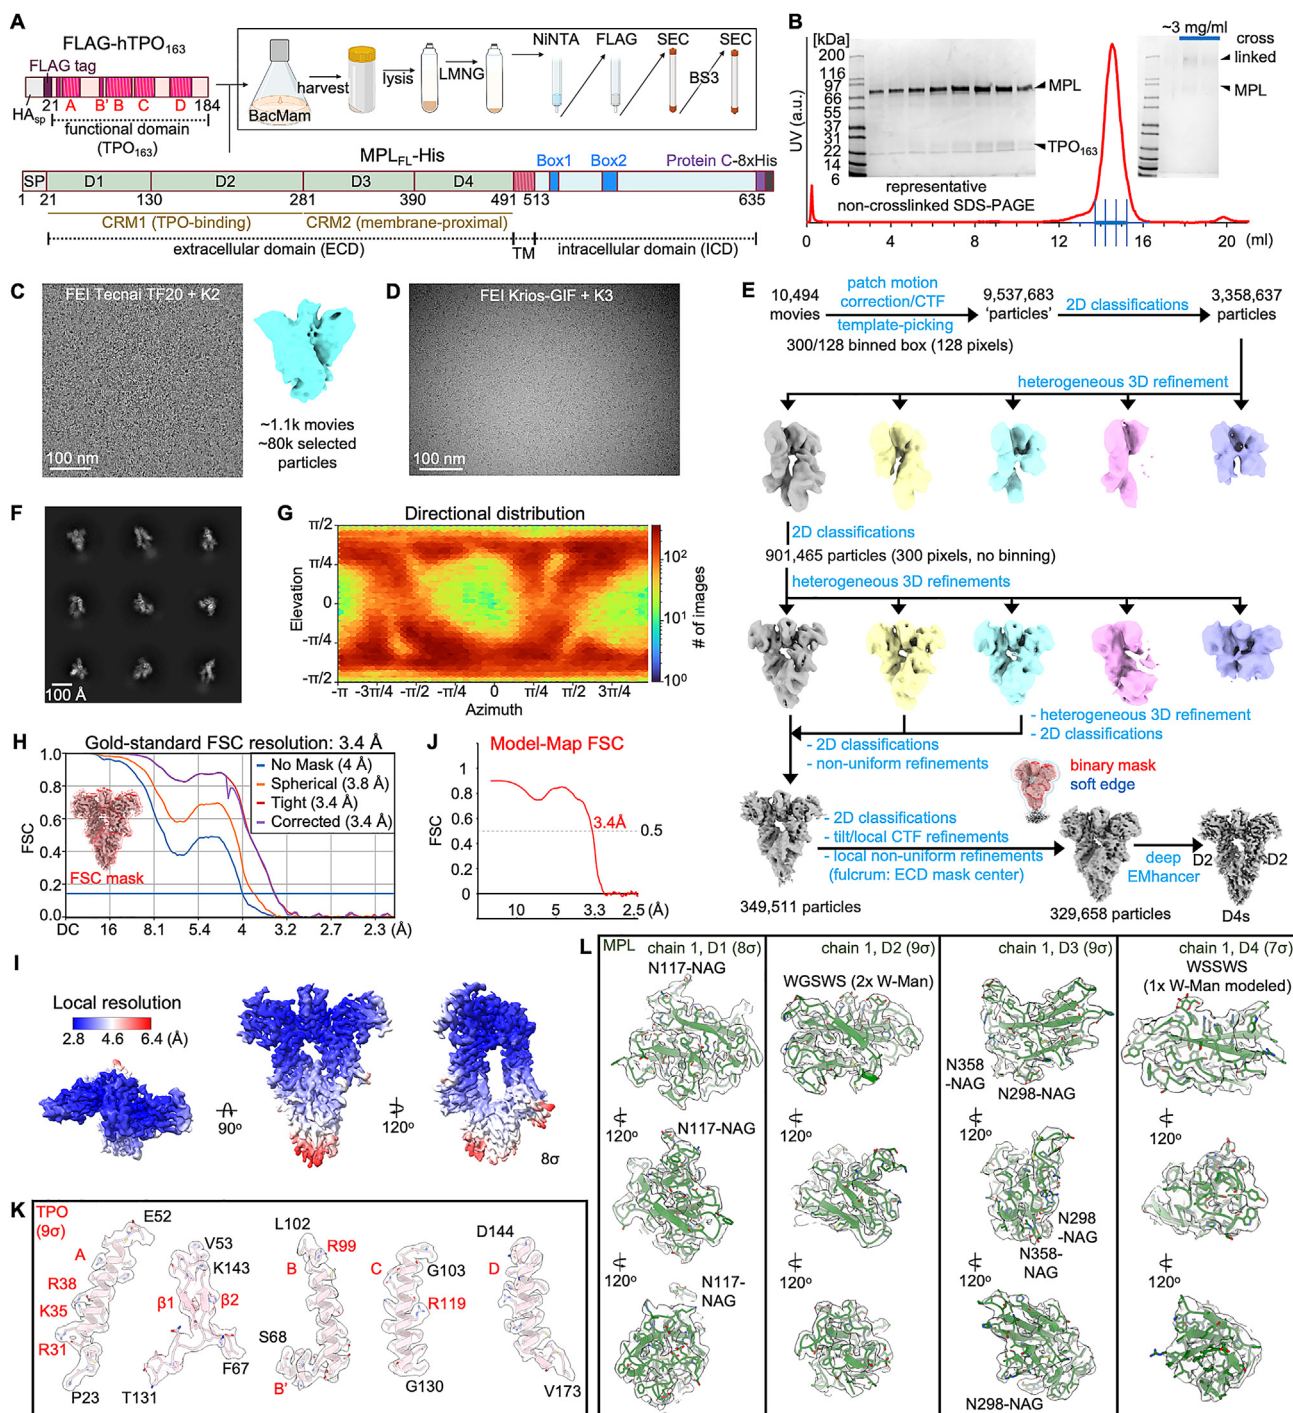 A
FLAG-hTPO163
FLAG tag
HAsp
21
A
B'
B
C
D
184
functional domain
(TPO163)
BacMam
harvest
lysis
LMNG
NiNTA
FLAG
SEC
BS3
SEC
MPLFL-His
Box1
Box2
Protein C-8xHis
SP
D1
D2
D3
D4
1
21
130
281
390
491
513
635
CRM1 (TPO-binding)
CRM2 (membrane-proximal)
extracellular domain (ECD)
TM
intracellular domain (ICD)
B
[kDa]
200
116
97
66
55
37
31
22
14
6
UV (a.u.)
MPL
TPO163
representative
non-crosslinked SDS-PAGE
~3 mg/ml
cross
linked
MPL
0
4
8
12
16
20
(ml)
C
FEI Tecnal TF20 + K2
100 nm
~1.1k movies
~80k selected
particles
D
FEI Krios-GIF + K3
100 nm
E
10,494
movies
patch motion
correction/CTF
template-picking
9,537,683
'particles'
2D classifications
3,358,637
particles
300/128 binned box (128 pixels)
heterogeneous 3D refinement
2D classifications
901,465 particles (300 pixels, no binning)
heterogeneous 3D refinements
- heterogeneous 3D refinement
- 2D classifications
- 2D classifications
- non-uniform refinements
binary mask
soft edge
- 2D classifications
- tilt/local CTF refinements
- local non-uniform refinements
(fulcrum: ECD mask center)
deep
EMhancer
D2
D2
D4s
349,511 particles
329,658 particles
F
100 Å
G
Directional distribution
Elevation
π/2
π/4
0
-π/4
-π/2
-π
-3π/4
-π/2
-π/4
0
π/4
π/2
3π/4
Azimuth
# of images
10²
10¹
10⁰
H
Gold-standard FSC resolution: 3.4 Å
FSC
1.0
0.8
0.6
0.4
0.2
0.0
No Mask (4 Å)
Spherical (3.8 Å)
Tight (3.4 Å)
Corrected (3.4 Å)
FSC mask
DC
16
8.1
5.4
4
3.2
2.7
2.3
(Å)
J
Model-Map FSC
FSC
1
0.8
0.6
0.4
0.2
0
3.4Å
0.5
10
5
3.3
2.5
(Å)
I
Local resolution
2.8
4.6
6.4 (Å)
90º
120º
8σ
K
TPO
(9σ)
A
E52
R38
K35
R31
P23
V53
K143
β1
β2
T131
F67
L102
R99
B
S68
B'
C
G103
R119
G130
D144
D
V173
L
MPL
chain 1, D1 (8σ)
N117-NAG
120º
N117-NAG
120º
N117-
NAG
chain 1, D2 (9σ)
WGSWS (2x W-Man)
120º
120º
chain 1, D3 (9σ)
N358
-NAG
N298-NAG
120º
N298
-NAG
N358-
NAG
120º
N298-NAG
chain 1, D4 (7σ)
WSSWS
(1x W-Man modeled)
120º
120º